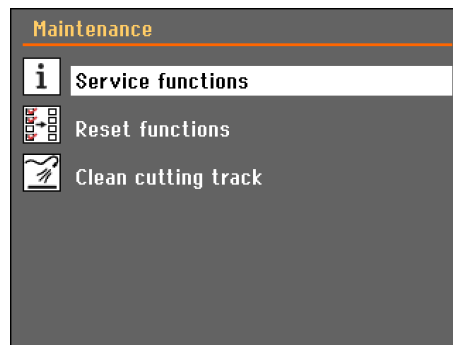 Maintenance
i Service functions
Reset functions
Clean cutting track